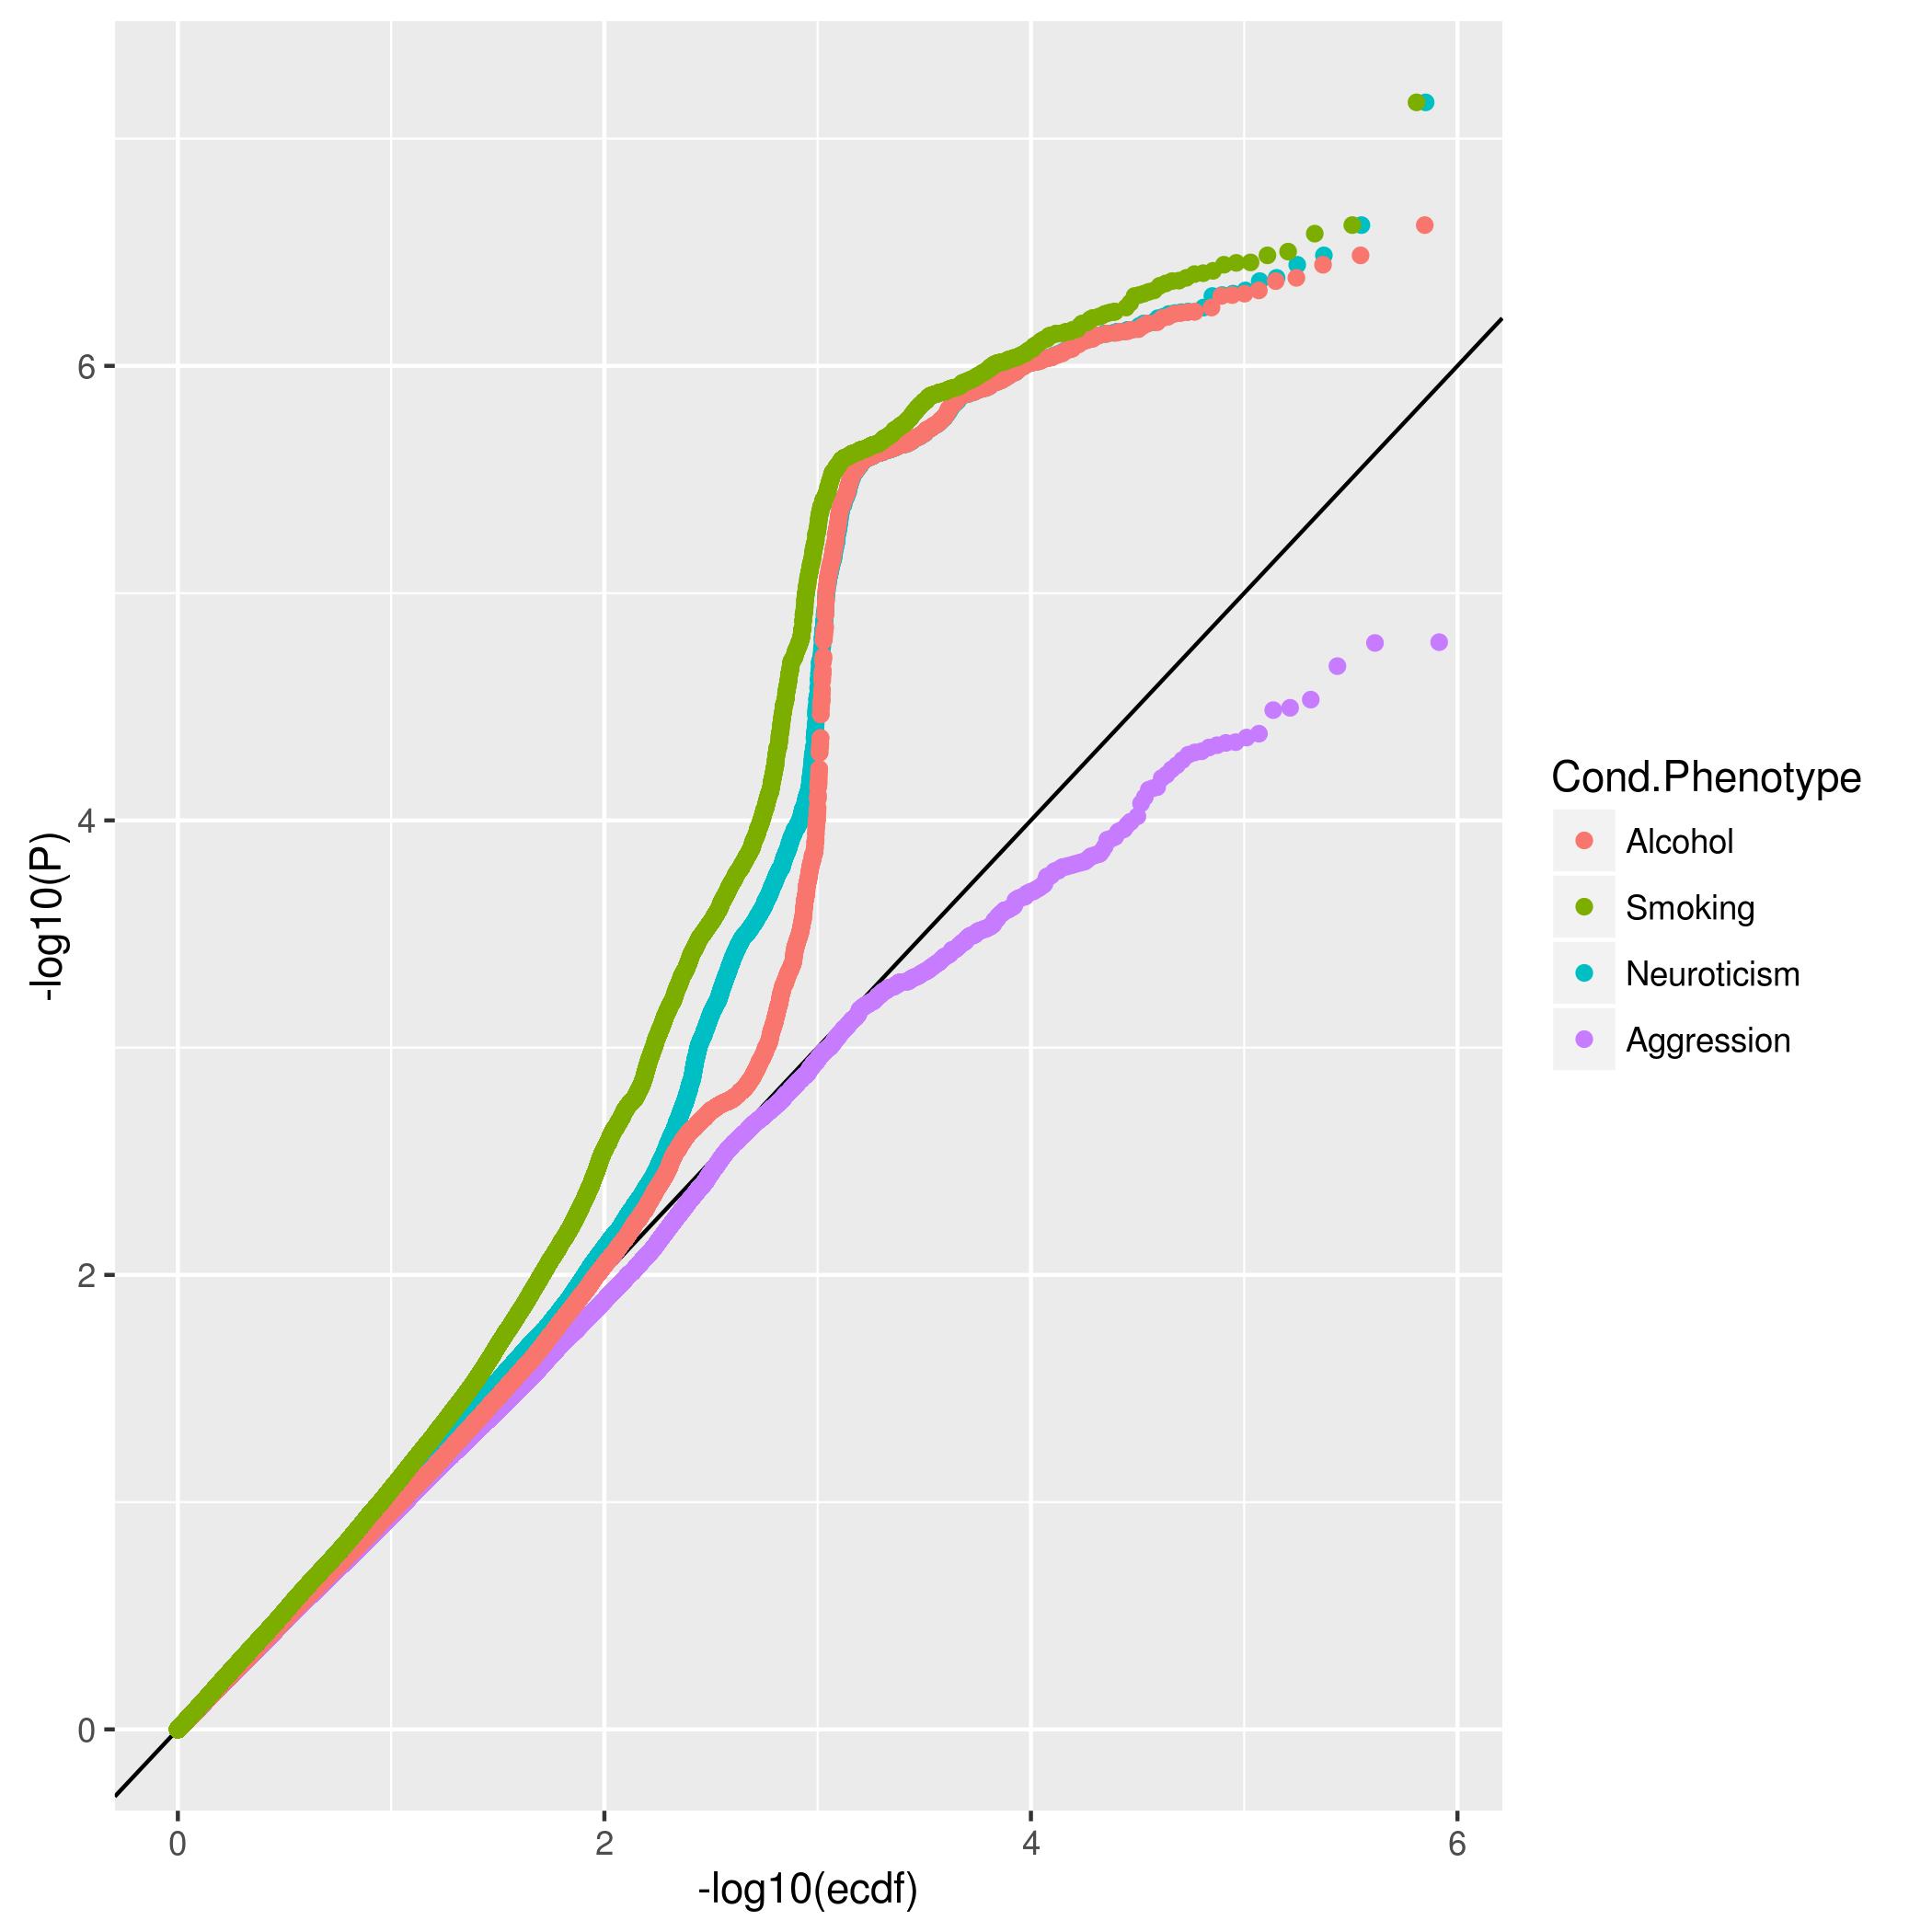 6
4
2
0
-log10(P)
0 2 4 6
-log10(ecdf)
Cond.Phenotype
Alcohol
Smoking
Neuroticism
Aggression